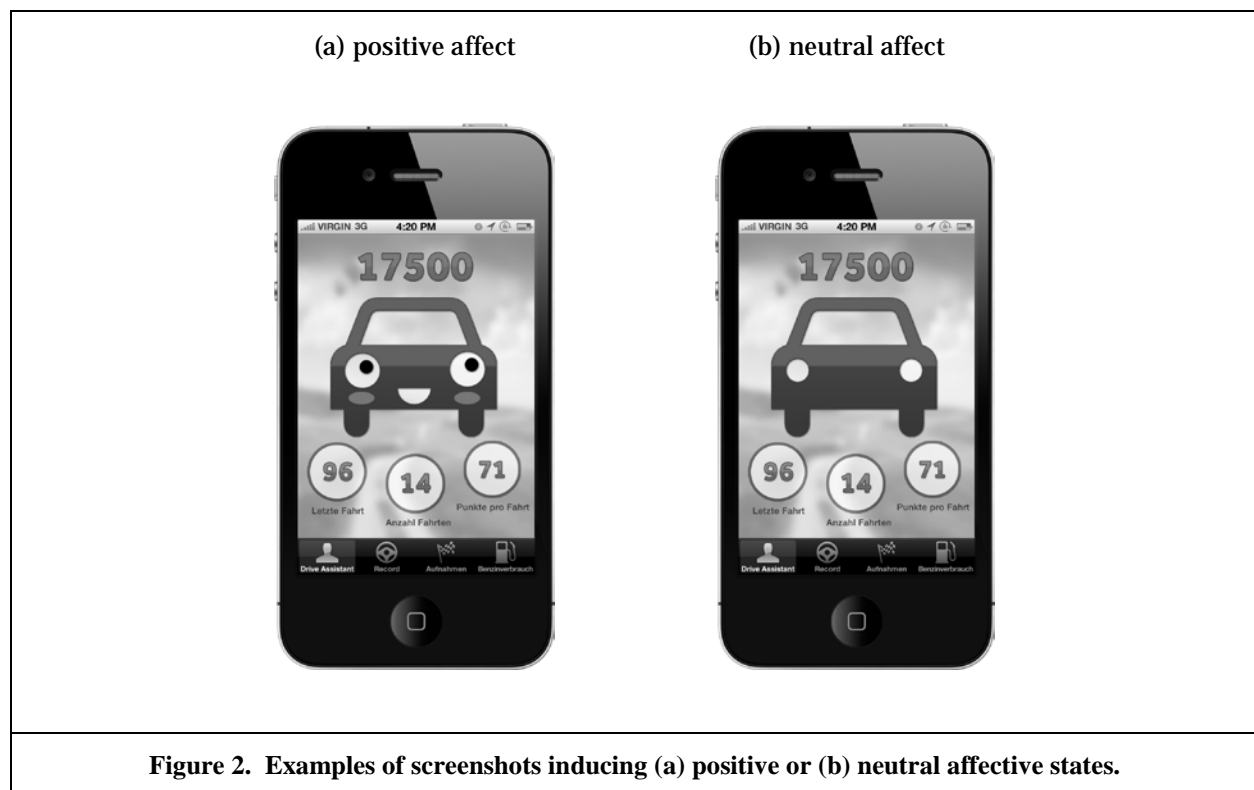 (a) positive affect
(b) neutral affect
VIRGIN 3G 4:20 PM
17500
96
14
71
Letzte Fahrt
Anzahl Fahrten
Punkte pro Fahrt
Drive Assistant Record Aufnahmen Benzinverbrauch
VIRGIN 3G 4:20 PM
17500
96
14
71
Letzte Fahrt
Anzahl Fahrten
Punkte pro Fahrt
Drive Assistant Record Aufnahmen Benzinverbrauch
Figure 2. Examples of screenshots inducing (a) positive or (b) neutral affective states.